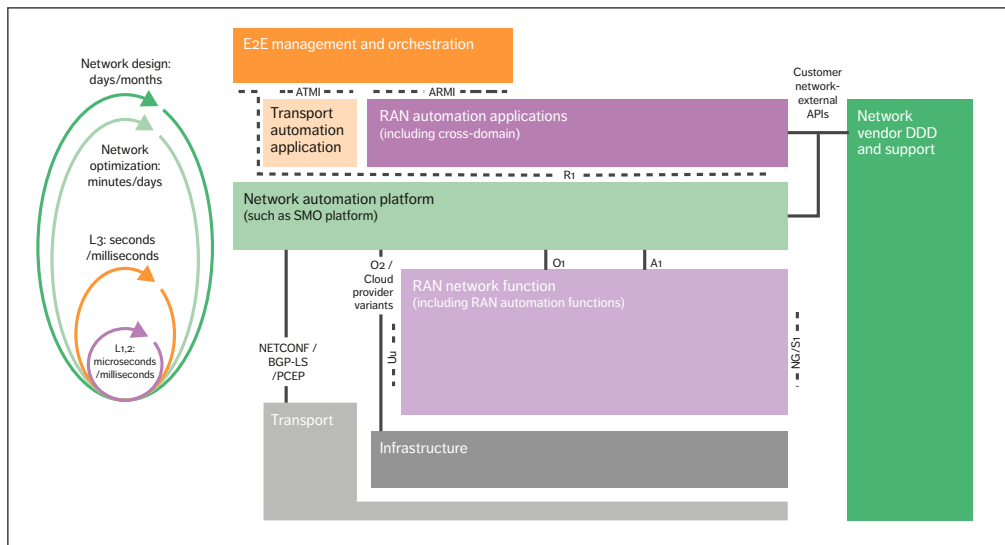 Network design:
days/months
Network
optimization:
minutes/days
L3: seconds
/milliseconds
L1,2:
microseconds
/milliseconds
E2E management and orchestration
ATMI
ARMI
Transport
automation
application
RAN automation applications
(including cross-domain)
R1
Network automation platform
(such as SMO platform)
Customer
network-
external
APIs
Network
vendor DDD
and support
O2 /
Cloud
provider
variants
O1
A1
RAN network function
(including RAN automation functions)
Uu
NG/S1
NETCONF /
BGP-LS
/PCEP
Transport
Infrastructure